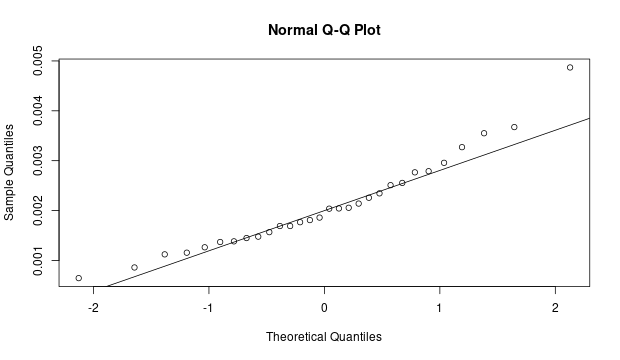 Normal Q-Q Plot
Sample Quantiles
0.005
0.004
0.003
0.002
0.001
-2 -1 0 1 2
Theoretical Quantiles